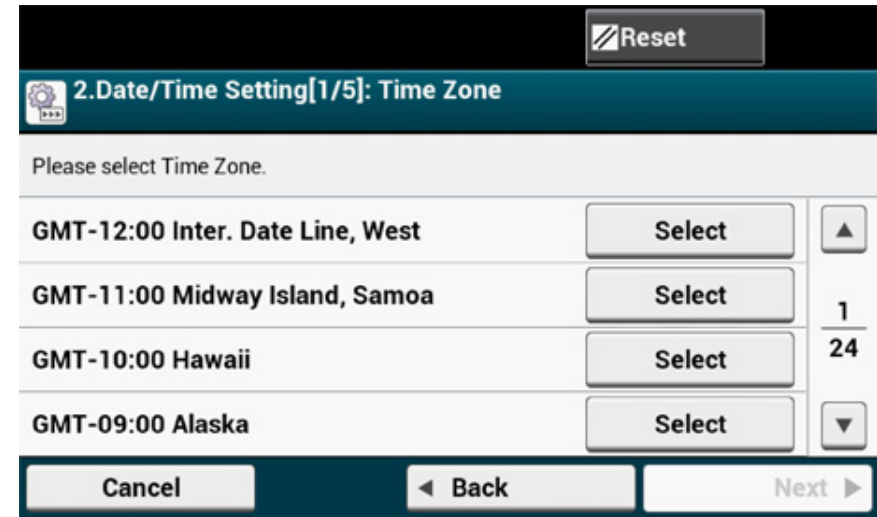 Reset
2.Date/Time Setting[1/5]: Time Zone
Please select Time Zone.
GMT-12:00 Inter. Date Line, West Select
GMT-11:00 Midway Island, Samoa Select
1
GMT-10:00 Hawaii Select
24
GMT-09:00 Alaska Select
Cancel Back Next